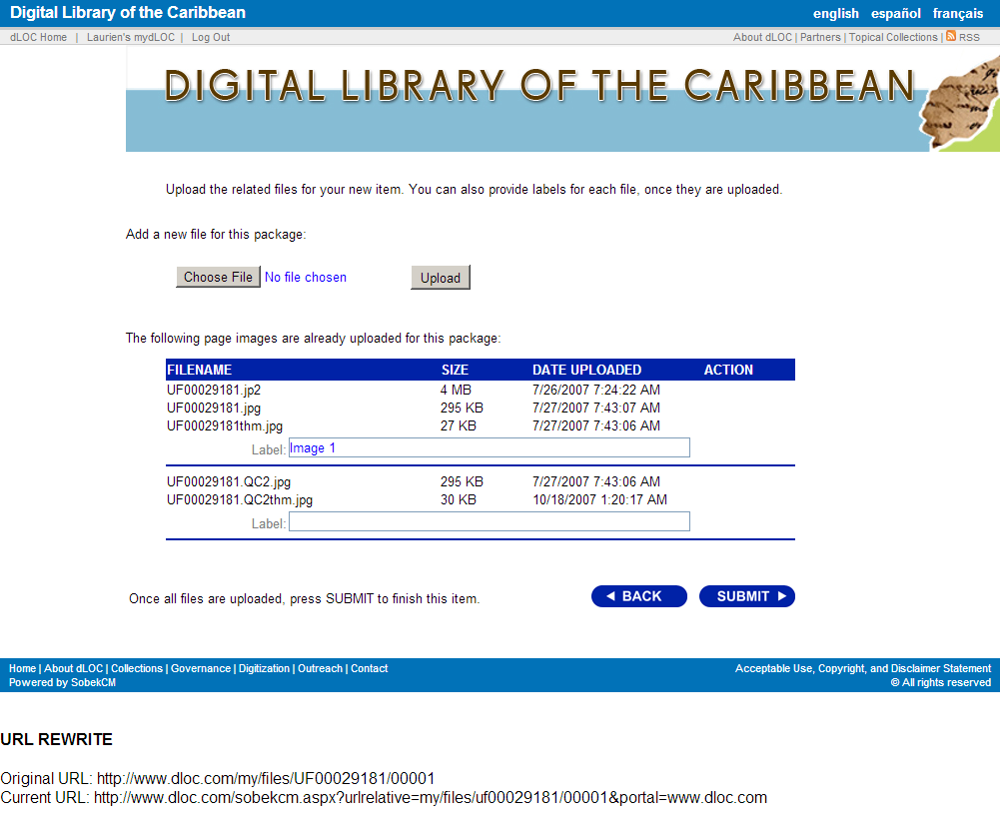 Digital Library of the Caribbean
english español français
dLOC Home | Laurien's myDLOC | Log Out
About dLOC | Partners | Topical Collections | RSS
DIGITAL LIBRARY OF THE CARIBBEAN
Upload the related files for your new item. You can also provide labels for each file, once they are uploaded.
Add a new file for this package:
Choose File No file chosen Upload
The following page images are already uploaded for this package:
FILENAME SIZE DATE UPLOADED ACTION
UF00029181.jp2 4 MB 7/26/2007 7:24:22 AM
UF00029181.jpg 295 KB 7/27/2007 7:43:07 AM
UF00029181thm.jpg 27 KB 7/27/2007 7:43:06 AM
Label: Image 1
UF00029181.QC2.jpg 295 KB 7/27/2007 7:43:06 AM
UF00029181.QC2thm.jpg 30 KB 10/18/2007 1:20:17 AM
Label:
Once all files are uploaded, press SUBMIT to finish this item.
BACK SUBMIT
Home | About dLOC | Collections | Governance | Digitization | Outreach | Contact
Powered by SobekCM
Acceptable Use, Copyright, and Disclaimer Statement
© All rights reserved
URL REWRITE
Original URL: http://www.dloc.com/my/files/UF00029181/00001
Current URL: http://www.dloc.com/sobekcm.aspx?urlrelative=my/files/uf00029181/00001&portal=www.dloc.com